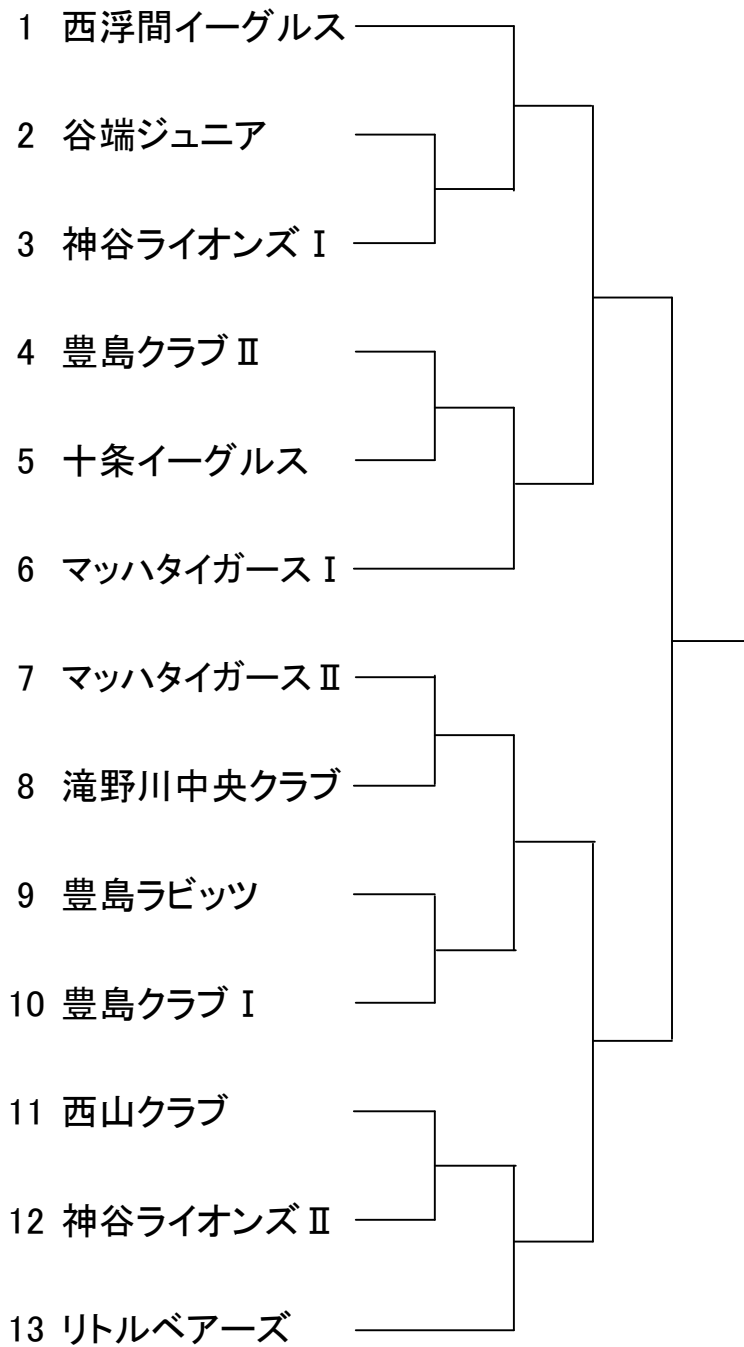 1 西浮間イーグルス
2 谷端ジュニア
3 神谷ライオンズⅠ
4 豊島クラブⅡ
5 十条イーグルス
6 マッハタイガースⅠ
7 マッハタイガースⅡ
8 滝野川中央クラブ
9 豊島ラビッツ
10 豊島クラブⅠ
11 西山クラブ
12 神谷ライオンズⅡ
13 リトルベアーズ